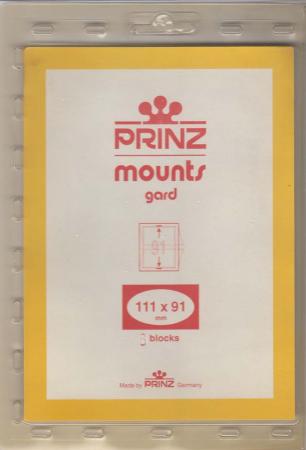 PRINZ
mounts
gard
91
111 x 91
mm
blocks
Made by PRINZ Germany